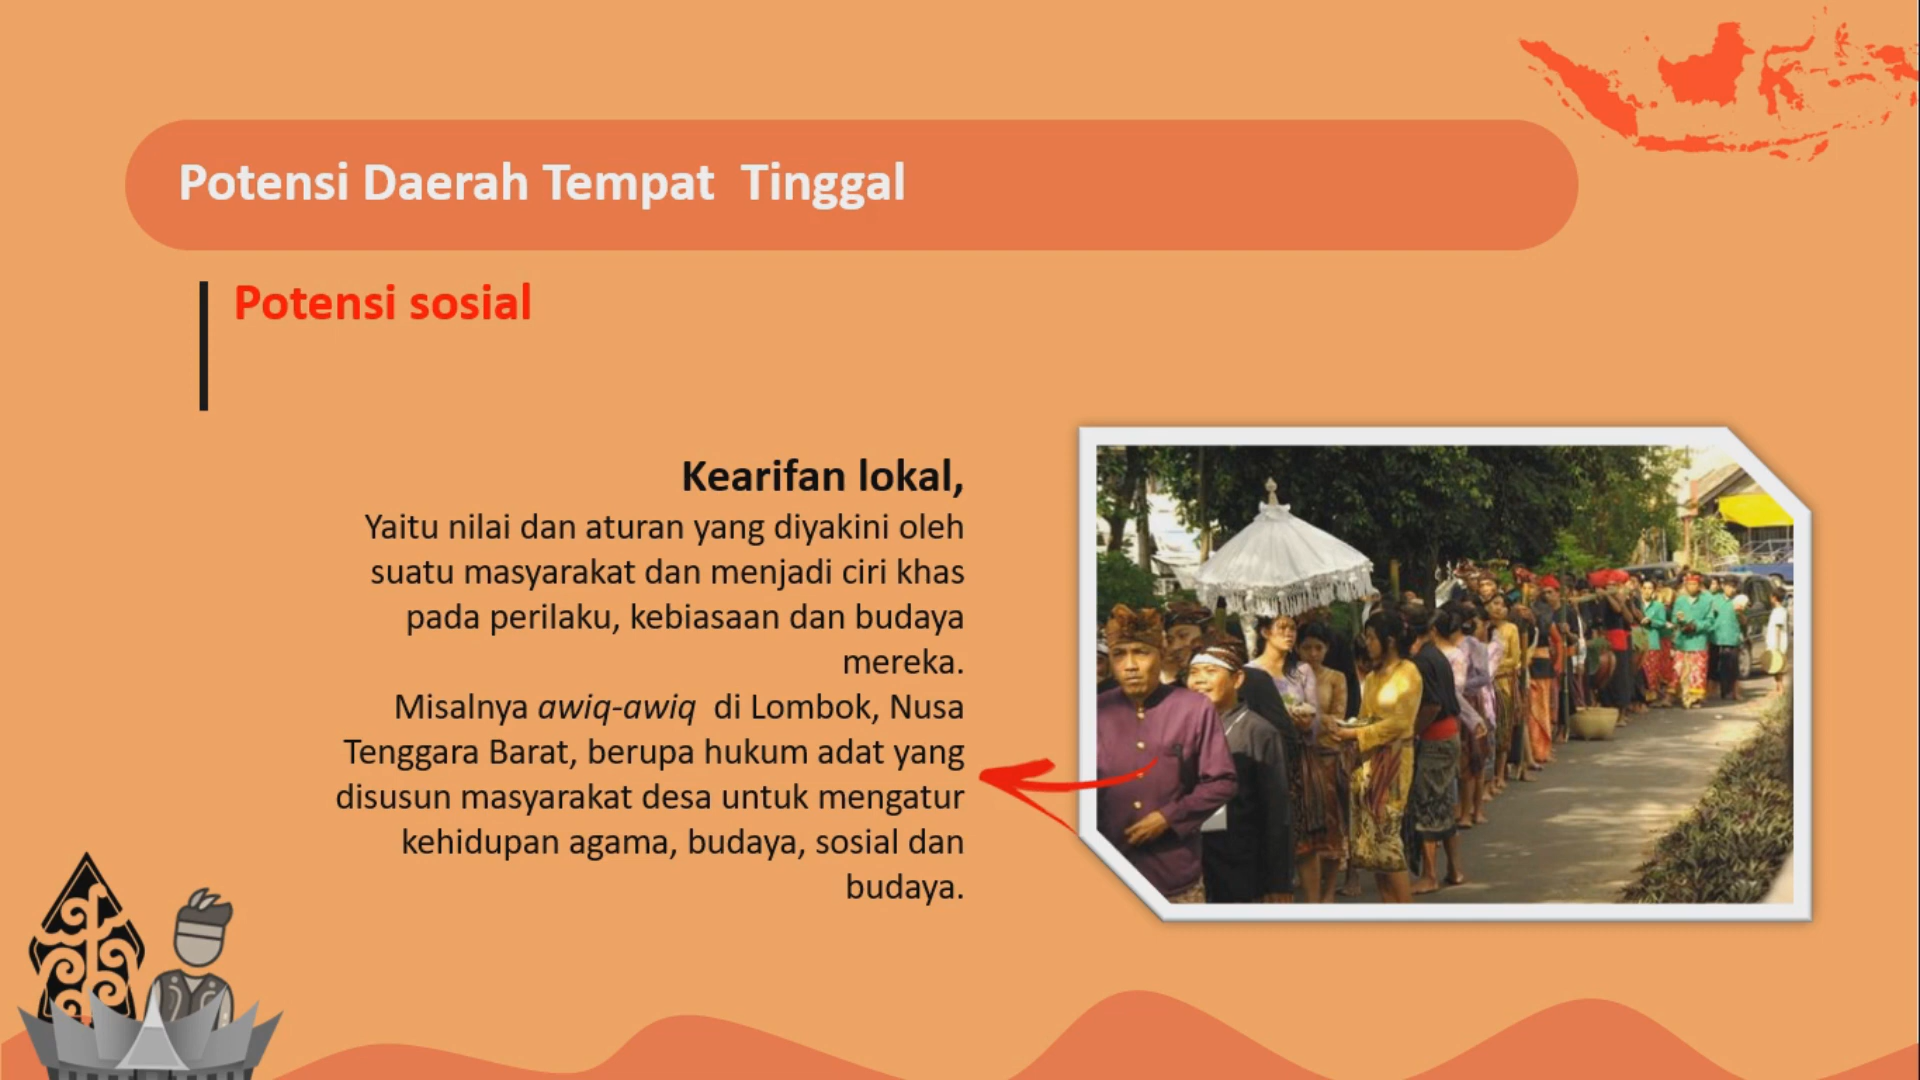 Potensi Daerah Tempat  Tinggal
Potensi sosial
Kearifan lokal,
Yaitu nilai dan aturan yang diyakini oleh
suatu masyarakat dan menjadi ciri khas
pada perilaku, kebiasaan dan budaya
mereka.
Misalnya awiq-awiq  di Lombok, Nusa
Tenggara Barat, berupa hukum adat yang
disusun masyarakat desa untuk mengatur
kehidupan agama, budaya, sosial dan
budaya.